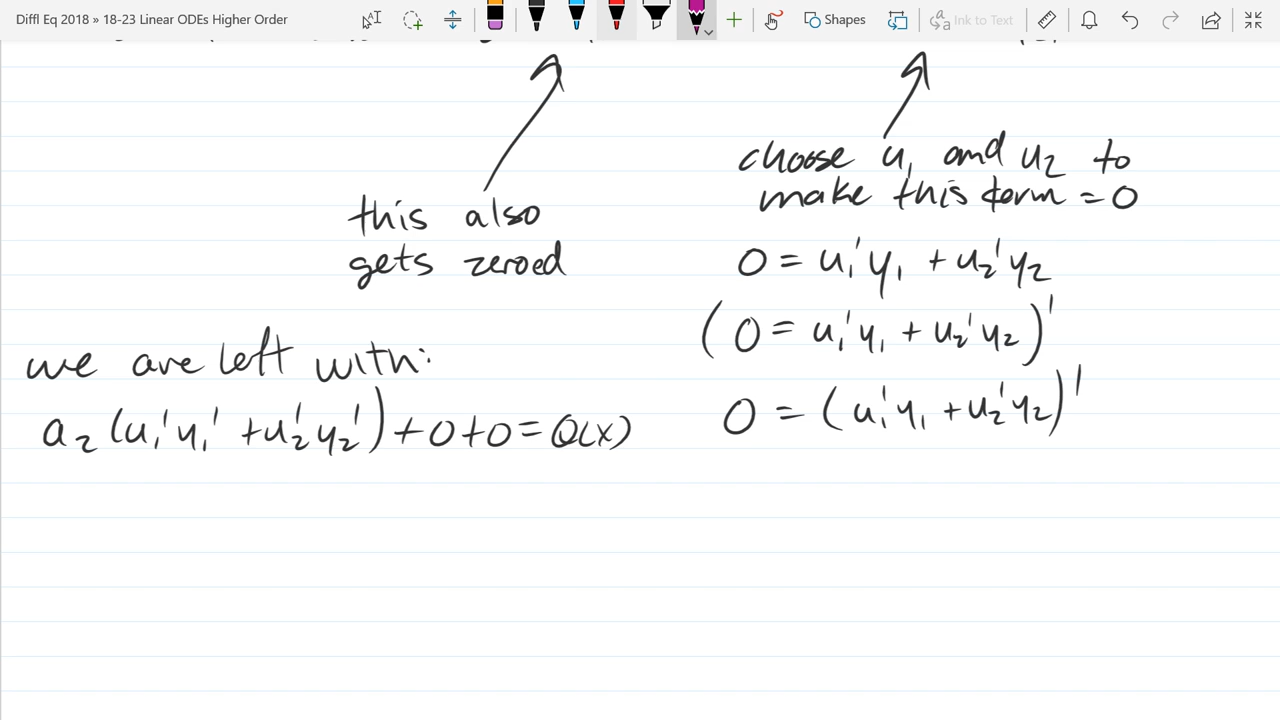 Diffl Eq 2018 » 18-23 Linear ODEs Higher Order
Shapes
Ink to Text
choose u₁ and u₂ to
make this term = 0
this also
gets zeroed
0 = u₁'y₁ + u₂'y₂
(0 = u₁'y₁ + u₂'y₂)'
0 = (u₁'y₁ + u₂'y₂)'
we are left with:
a₂(u₁'y₁' + u₂'y₂') + 0 + 0 = Q(x)